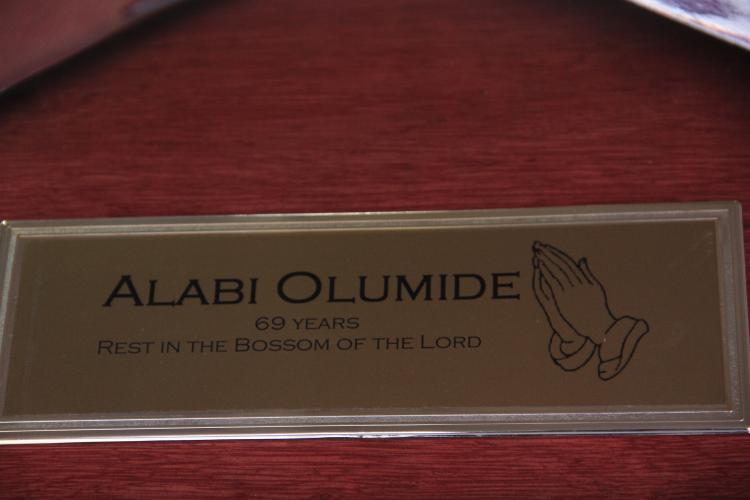 ALABI OLUMIDE
69 YEARS
REST IN THE BOSSOM OF THE LORD